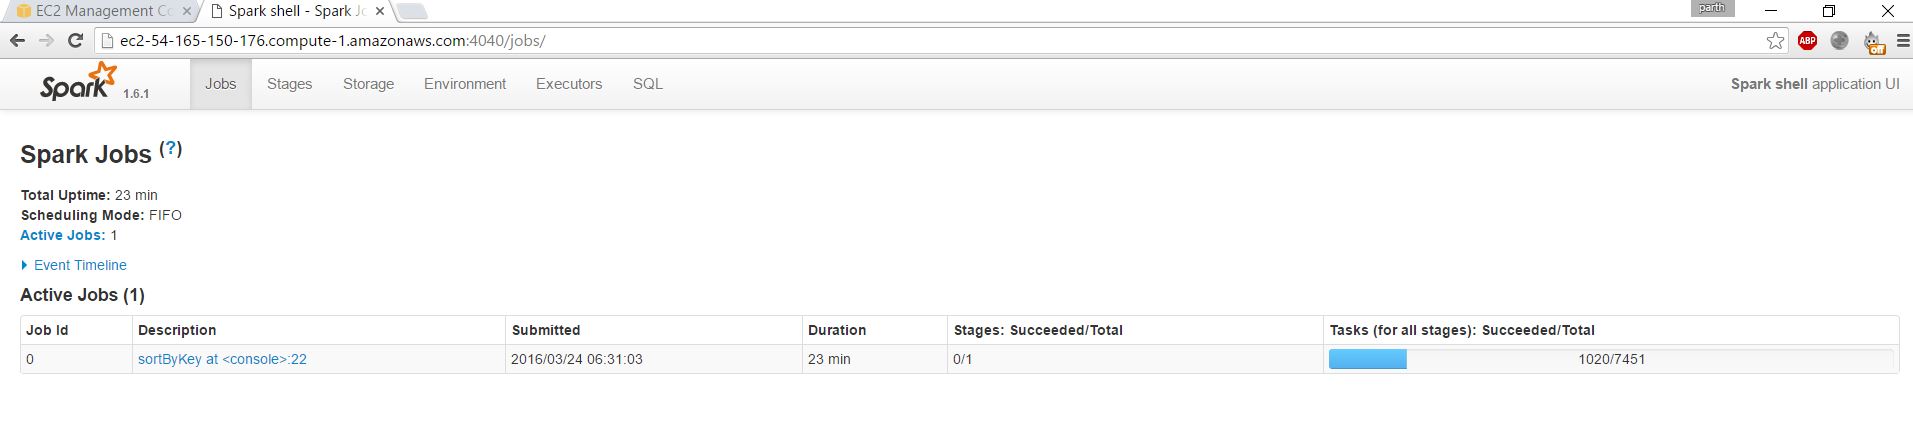 EC2 Management Co
Spark shell - Spark Jo
parth
ec2-54-165-150-176.compute-1.amazonaws.com:4040/jobs/
ABP
off
Spark 1.6.1 Jobs Stages Storage Environment Executors SQL Spark shell application UI
Spark Jobs (?)
Total Uptime: 23 min
Scheduling Mode: FIFO
Active Jobs: 1
Event Timeline
Active Jobs (1)
Job Id Description Submitted Duration Stages: Succeeded/Total Tasks (for all stages): Succeeded/Total
0 sortByKey at <console>:22 2016/03/24 06:31:03 23 min 0/1 1020/7451